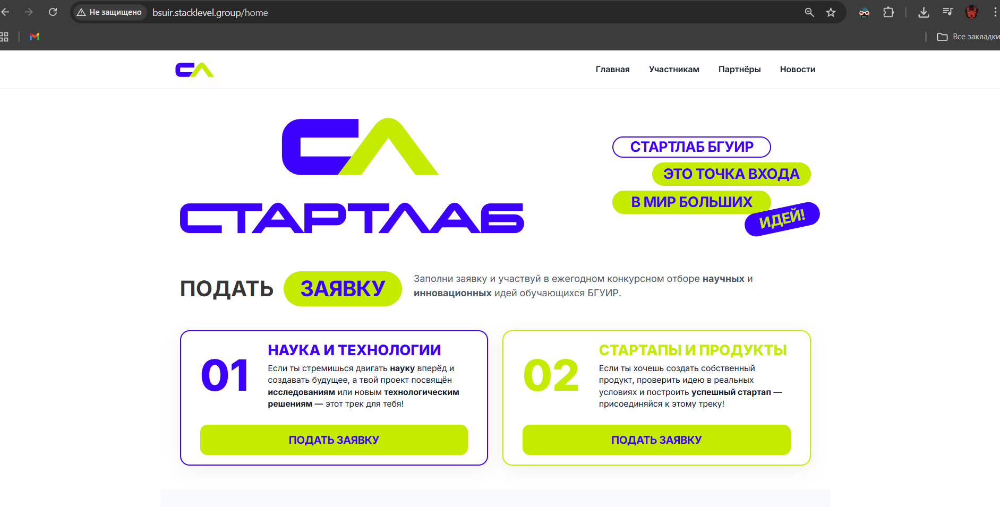 Не защищено
bsuir.stacklevel.group/home
Все закладки
СЛ
Главная
Участникам
Партнёры
Новости
СЛ
СТАРТЛАБ
СТАРТЛАБ БГУИР
ЭТО ТОЧКА ВХОДА
В МИР БОЛЬШИХ
ИДЕЙ!
ПОДАТЬ ЗАЯВКУ
Заполни заявку и участвуй в ежегодном конкурсном отборе научных и
инновационных идей обучающихся БГУИР.
01
НАУКА И ТЕХНОЛОГИИ
Если ты стремишься двигать науку вперёд и
создавать будущее, а твой проект посвящён
исследованиям или новым технологическим
решениям — этот трек для тебя!
ПОДАТЬ ЗАЯВКУ
02
СТАРТАПЫ И ПРОДУКТЫ
Если ты хочешь создать собственный
продукт, проверить идею в реальных
условиях и построить успешный стартап —
присоединяйся к этому треку!
ПОДАТЬ ЗАЯВКУ